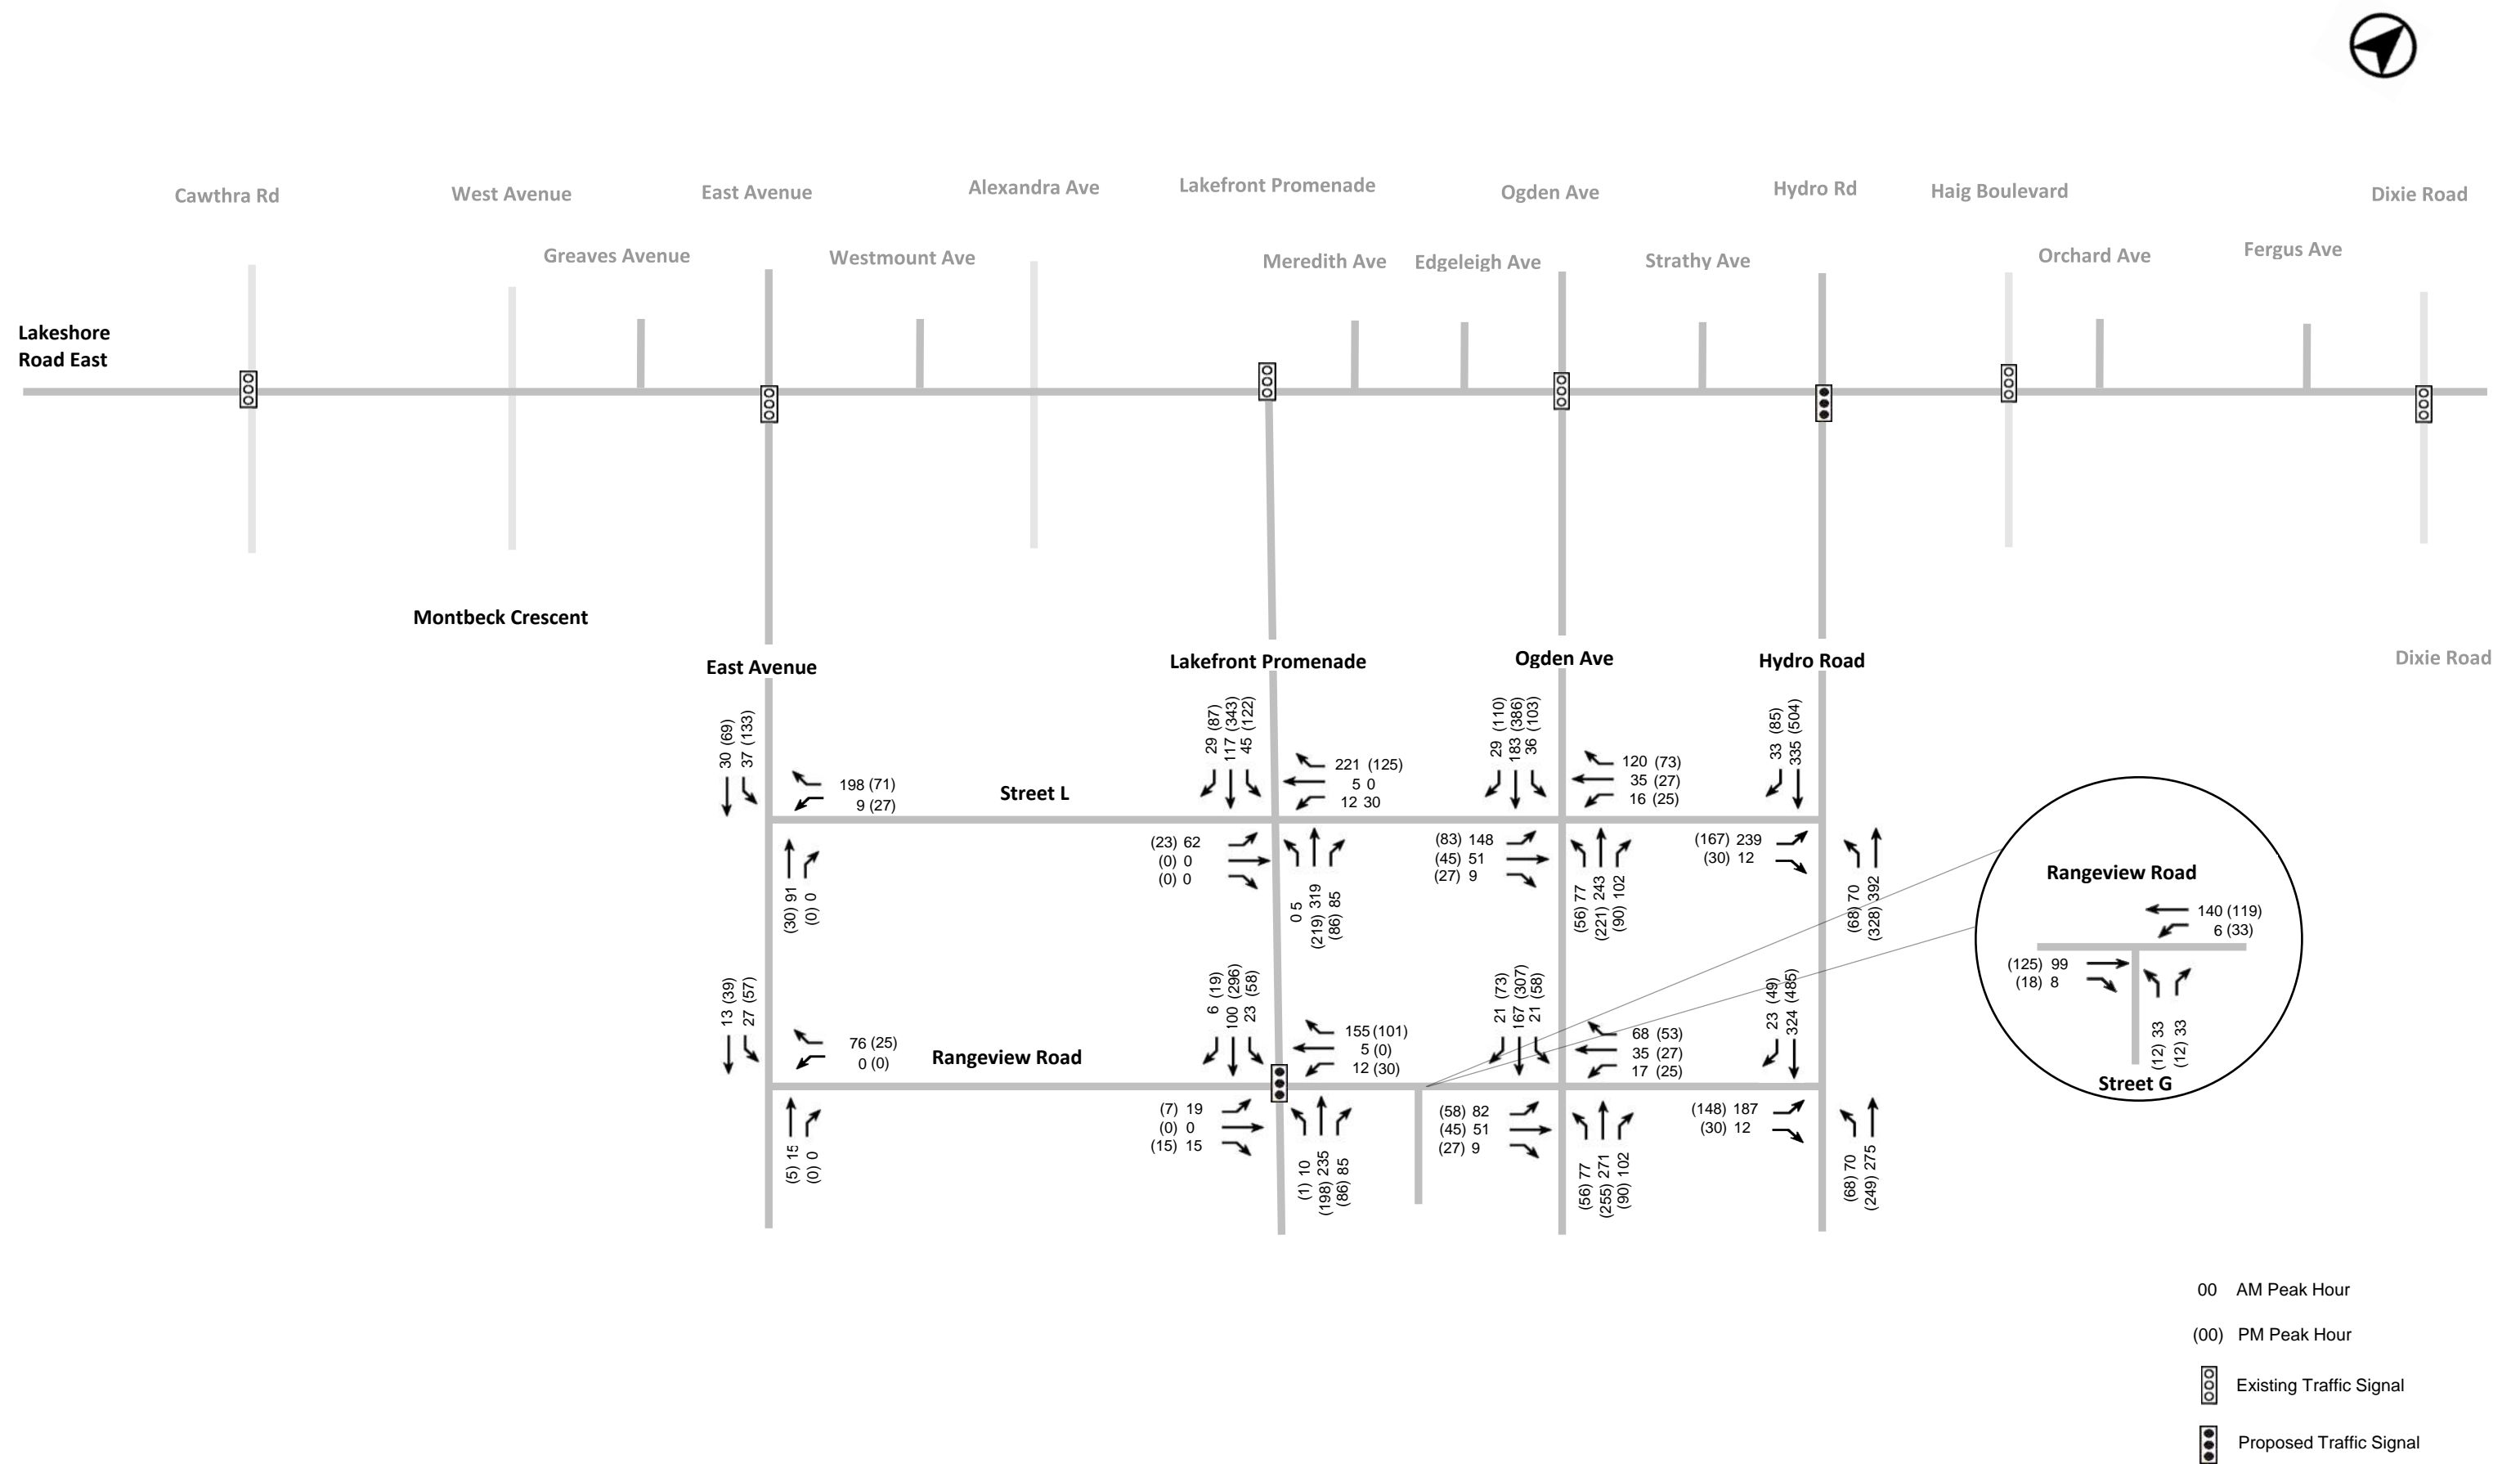 Cawthra Rd
West Avenue
East Avenue
Alexandra Ave
Lakefront Promenade
Ogden Ave
Hydro Rd
Haig Boulevard
Dixie Road
Greaves Avenue
Westmount Ave
Meredith Ave
Edgeleigh Ave
Strathy Ave
Orchard Ave
Fergus Ave
Lakeshore
Road East
Montbeck Crescent
East Avenue
Lakefront Promenade
Ogden Ave
Hydro Road
Dixie Road
30 (69)
37 (133)
198 (71)
9 (27)
Street L
29 (87)
117 (343)
45 (122)
221 (125)
5 0
12 30
29 (110)
183 (386)
36 (103)
120 (73)
35 (27)
16 (25)
33 (85)
335 (504)
(30) 91
(0) 0
(23) 62
(0) 0
(0) 0
0 5
(219) 319
(86) 85
(83) 148
(45) 51
(27) 9
(56) 77
(221) 243
(90) 102
(167) 239
(30) 12
(68) 70
(328) 392
Rangeview Road
140 (119)
6 (33)
(125) 99
(18) 8
(12) 33
(12) 33
Street G
13 (39)
27 (57)
76 (25)
0 (0)
Rangeview Road
6 (19)
100 (296)
23 (58)
155 (101)
5 (0)
12 (30)
21 (73)
167 (307)
21 (58)
68 (53)
35 (27)
17 (25)
23 (49)
324 (485)
(5) 15
(0) 0
(7) 19
(0) 0
(15) 15
(1) 10
(198) 235
(86) 85
(58) 82
(45) 51
(27) 9
(56) 77
(255) 271
(90) 102
(148) 187
(30) 12
(68) 70
(249) 275
00 AM Peak Hour
(00) PM Peak Hour
Existing Traffic Signal
Proposed Traffic Signal